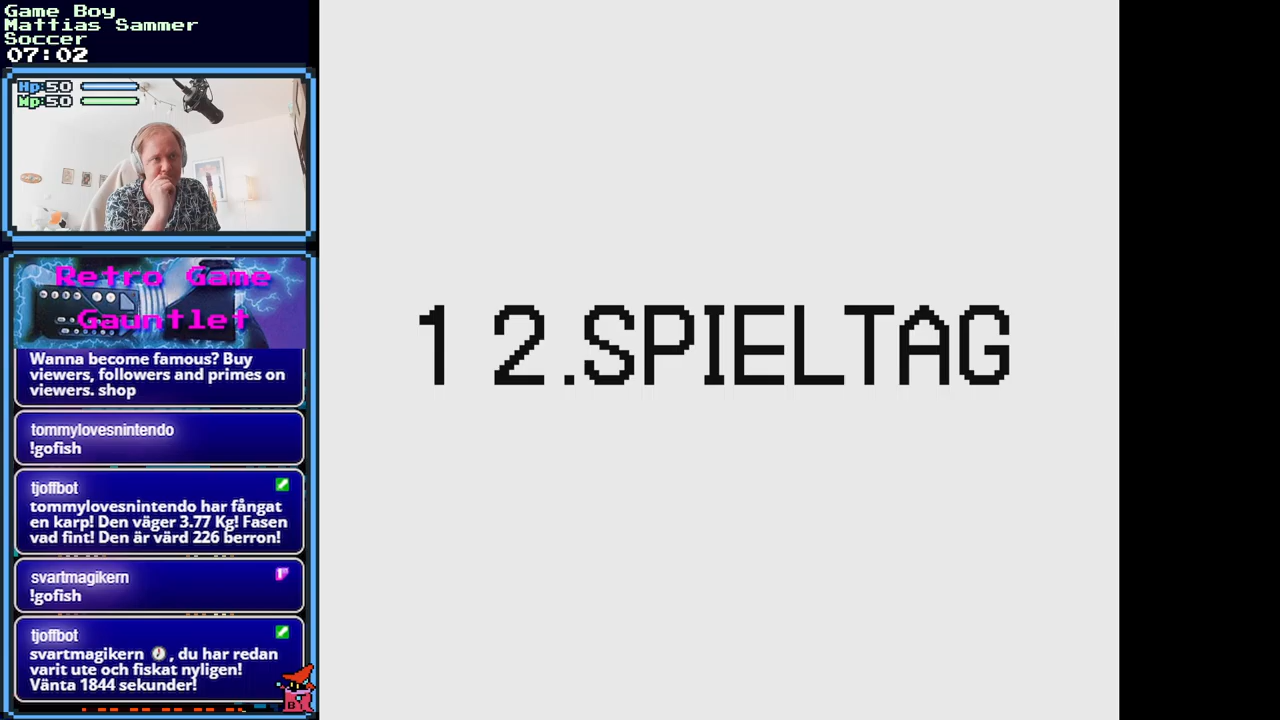 Game Boy
Mattias Sammer
Soccer
07:02
Hp:50
Mp:50
Retro Game
Gauntlet
Wanna become famous? Buy
viewers, followers and primes on
viewers. shop
tommylovesnintendo
!gofish
tjoffbot
tommylovesnintendo har fångat
en karp! Den väger 3.77 Kg! Fasen
vad fint! Den är värd 226 berron!
svartmagikern
!gofish
tjoffbot
svartmagikern 🕗, du har redan
varit ute och fiskat nyligen!
Vänta 1844 sekunder!
12.SPIELTAG